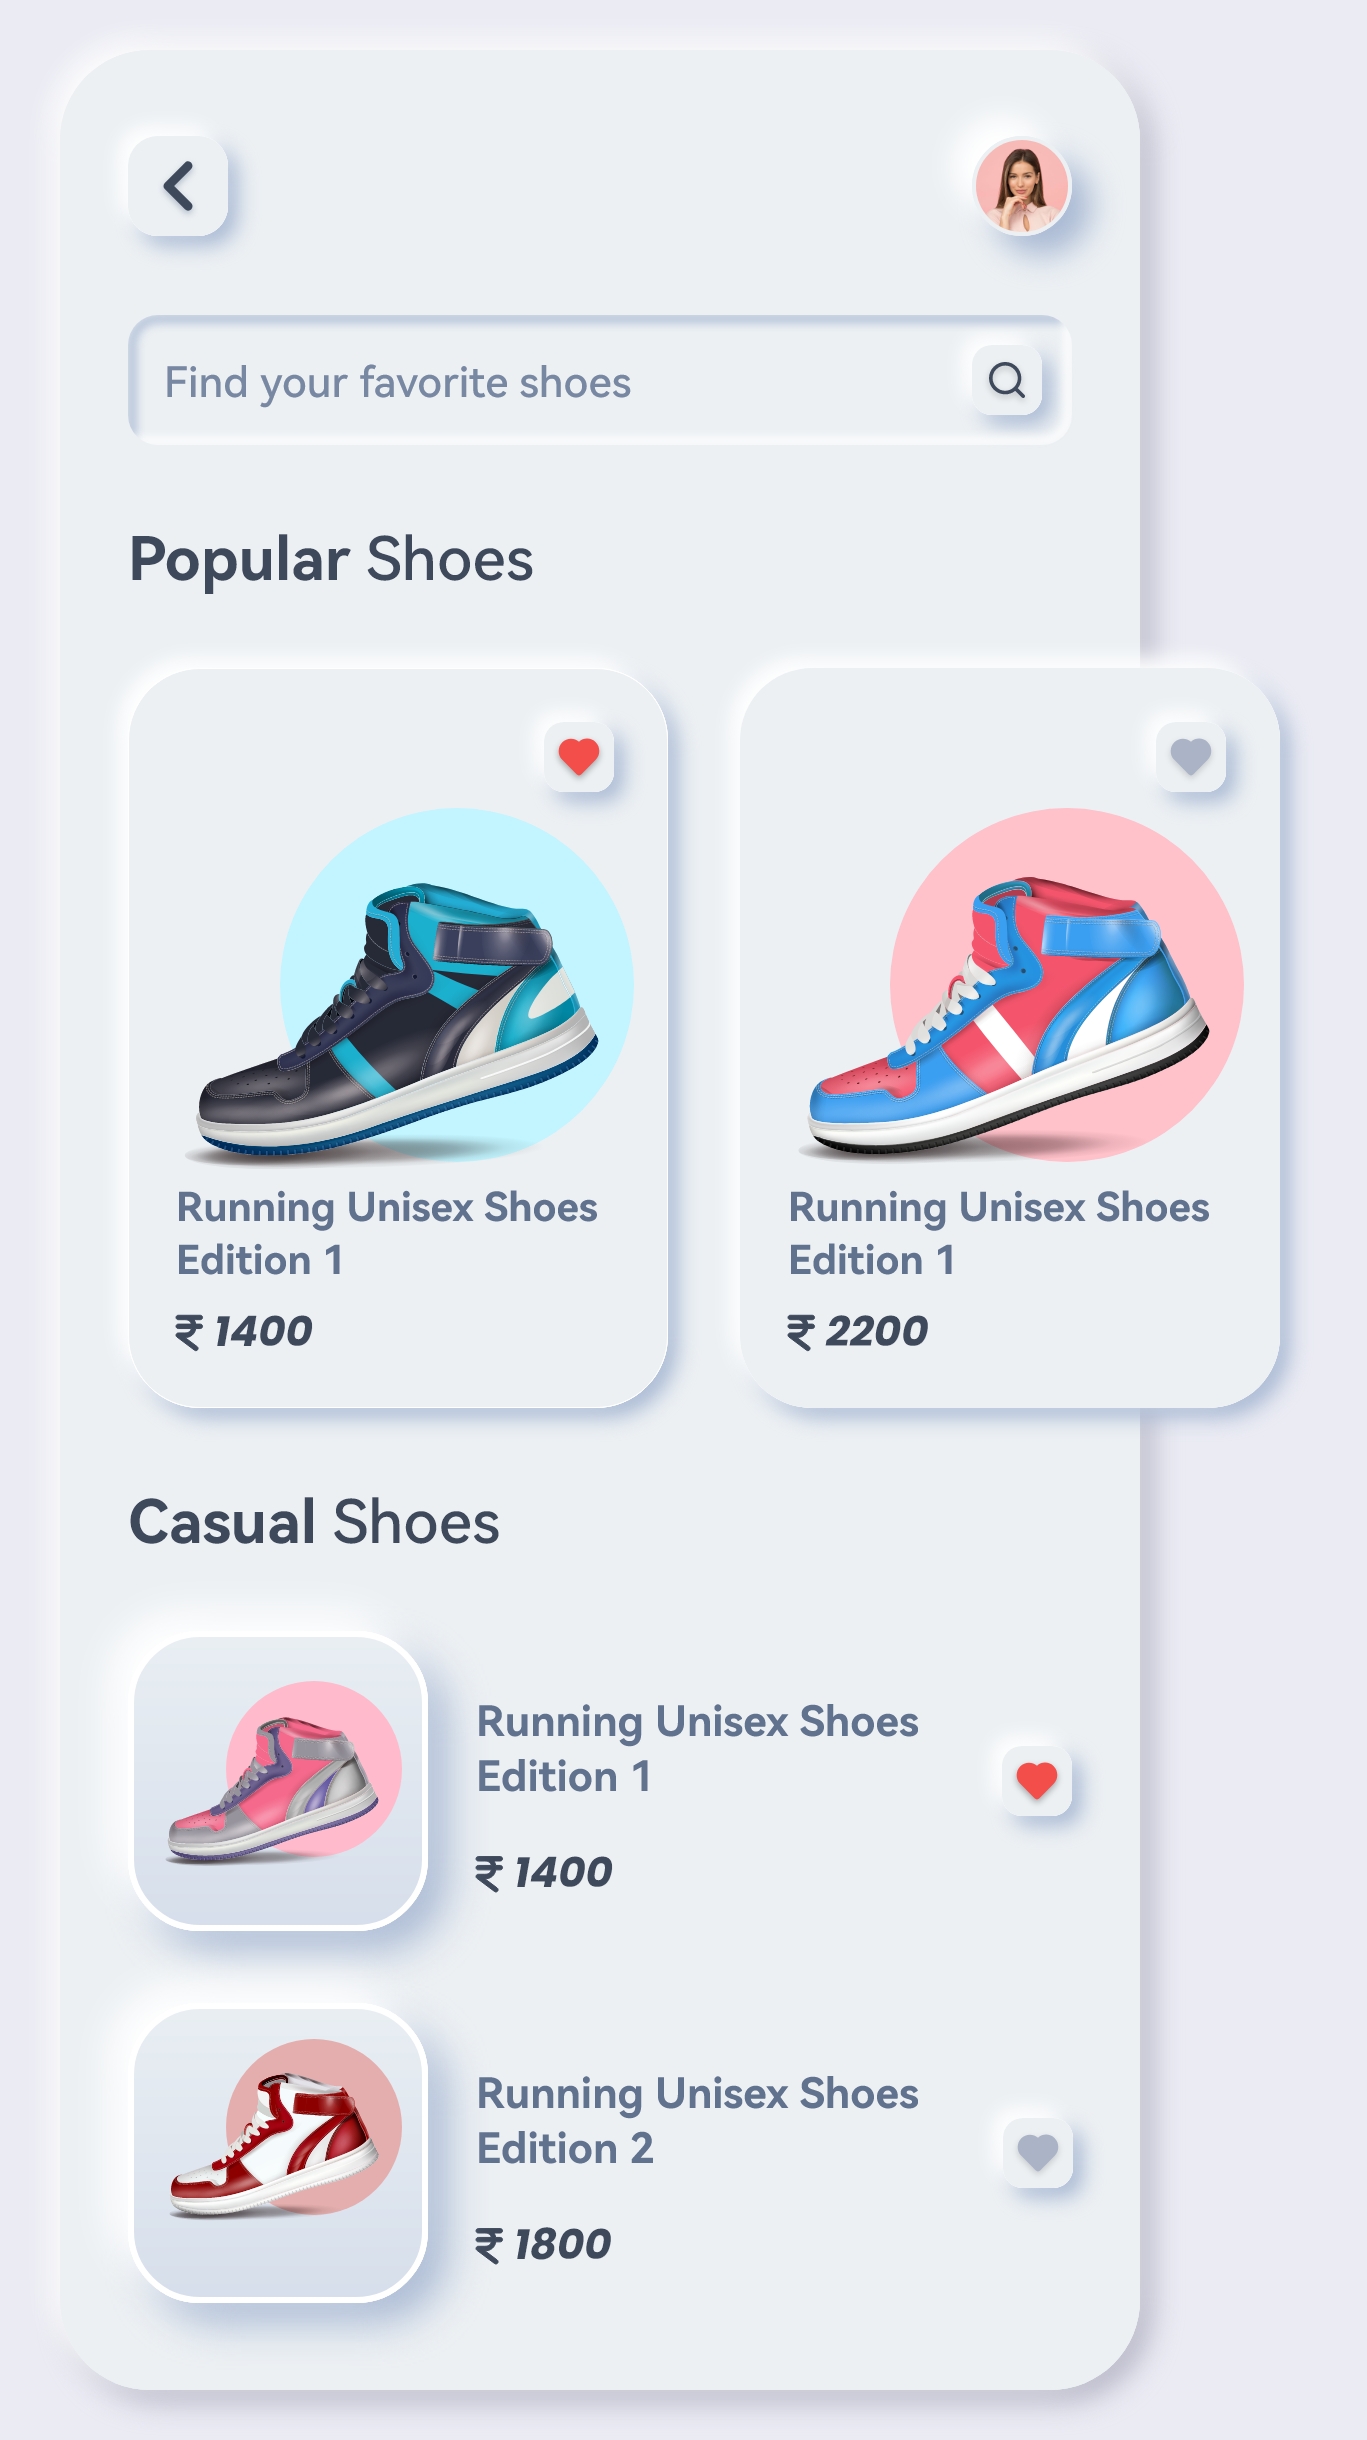 Find your favorite shoes
Popular Shoes
Running Unisex Shoes
Edition 1
₹ 1400
Running Unisex Shoes
Edition 1
₹ 2200
Casual Shoes
Running Unisex Shoes
Edition 1
₹ 1400
Running Unisex Shoes
Edition 2
₹ 1800